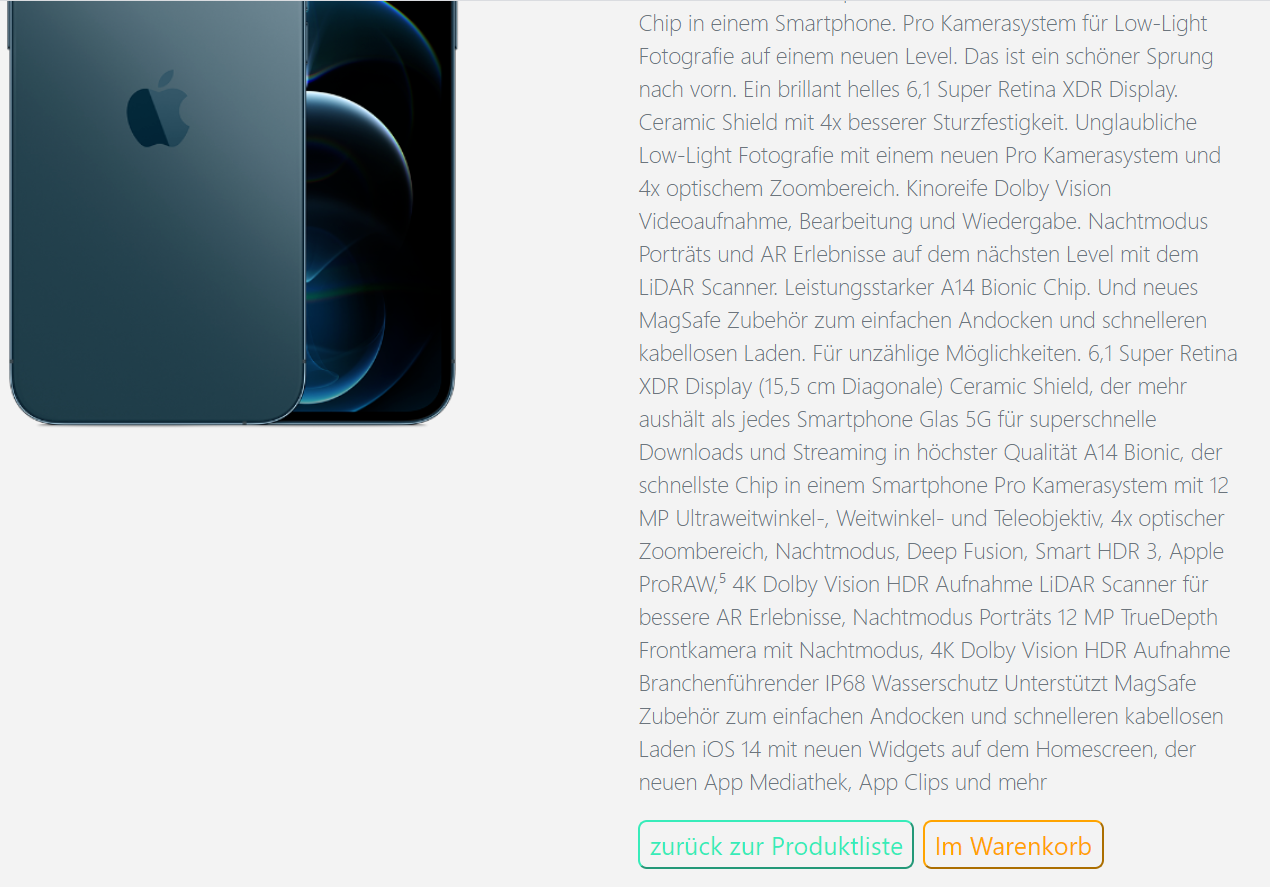 Chip in einem Smartphone. Pro Kamerasystem für Low-Light
Fotografie auf einem neuen Level. Das ist ein schöner Sprung
nach vorn. Ein brillant helles 6,1 Super Retina XDR Display.
Ceramic Shield mit 4x besserer Sturzfestigkeit. Unglaubliche
Low-Light Fotografie mit einem neuen Pro Kamerasystem und
4x optischem Zoombereich. Kinoreife Dolby Vision
Videoaufnahme, Bearbeitung und Wiedergabe. Nachtmodus
Porträts und AR Erlebnisse auf dem nächsten Level mit dem
LiDAR Scanner. Leistungsstarker A14 Bionic Chip. Und neues
MagSafe Zubehör zum einfachen Andocken und schnelleren
kabellosen Laden. Für unzählige Möglichkeiten. 6,1 Super Retina
XDR Display (15,5 cm Diagonale) Ceramic Shield, der mehr
aushält als jedes Smartphone Glas 5G für superschnelle
Downloads und Streaming in höchster Qualität A14 Bionic, der
schnellste Chip in einem Smartphone Pro Kamerasystem mit 12
MP Ultraweitwinkel-, Weitwinkel- und Teleobjektiv, 4x optischer
Zoombereich, Nachtmodus, Deep Fusion, Smart HDR 3, Apple
ProRAW,⁵ 4K Dolby Vision HDR Aufnahme LiDAR Scanner für
bessere AR Erlebnisse, Nachtmodus Porträts 12 MP TrueDepth
Frontkamera mit Nachtmodus, 4K Dolby Vision HDR Aufnahme
Branchenführender IP68 Wasserschutz Unterstützt MagSafe
Zubehör zum einfachen Andocken und schnelleren kabellosen
Laden iOS 14 mit neuen Widgets auf dem Homescreen, der
neuen App Mediathek, App Clips und mehr
zurück zur Produktliste
Im Warenkorb